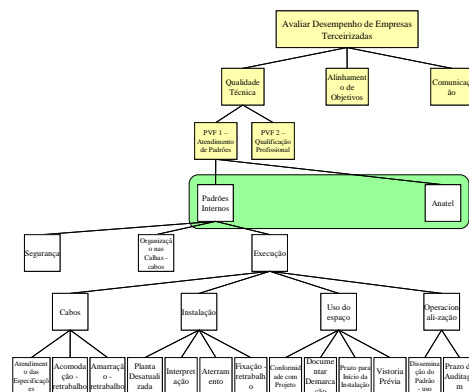 Avaliar Desempenho de Empresas
Terceirizadas
Qualidade
Técnica
Alinhament
o de
Objetivos
Comunicaç
ão
PVF 1 –
Atendimento
de Padrões
PVF 2 –
Qualificação
Profissional
Padrões
Internos
Anatel
Segurança
Organizaçã
o nas
Calhas -
cabos
Execução
Cabos
Instalação
Uso do
espaço
Operacion
ali-zação
Atendiment
o das
Especificaçõ
es
Acomoda
ção -
retrabalho
Amarraçã
o -
retrabalho
Planta
Desatuali
zada
Interpret
ação
Aterram
ento
Fixação -
retrabalh
o
Conformid
ade com
Projeto
Documen
tar
Demarca
ção
Prazo para
Início da
Instalação
Vistoria
Prévia
Dissemina
ção do
Padrão
- uso
Prazo e
Auditag
m